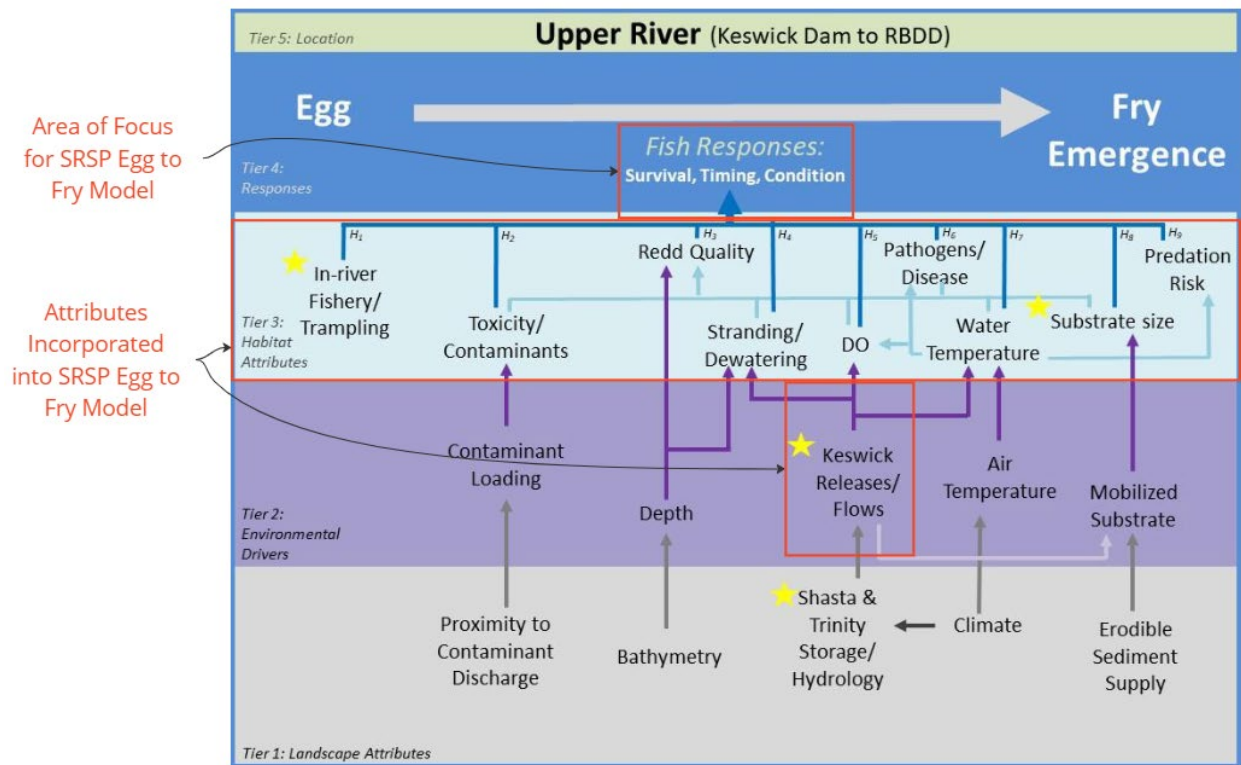 Tier 5: Location
Upper River (Keswick Dam to RBDD)
Egg
Fry
Emergence
Area of Focus
for SRSP Egg to
Fry Model
Fish Responses:
Survival, Timing, Condition
Tier 4:
Responses
H1
H2
H3
H4
H5
H6
H7
H8
H9
In-river
Fishery/
Trampling
Toxicity/
Contaminants
Redd Quality
Stranding/
Dewatering
DO
Pathogens/
Disease
Water
Temperature
Substrate size
Predation
Risk
Tier 3:
Habitat
Attributes
Attributes
Incorporated
into SRSP Egg to
Fry Model
Contaminant
Loading
Depth
Keswick
Releases/
Flows
Air
Temperature
Mobilized
Substrate
Tier 2:
Environmental
Drivers
Proximity to
Contaminant
Discharge
Bathymetry
Shasta &
Trinity
Storage/
Hydrology
Climate
Erodible
Sediment
Supply
Tier 1: Landscape Attributes